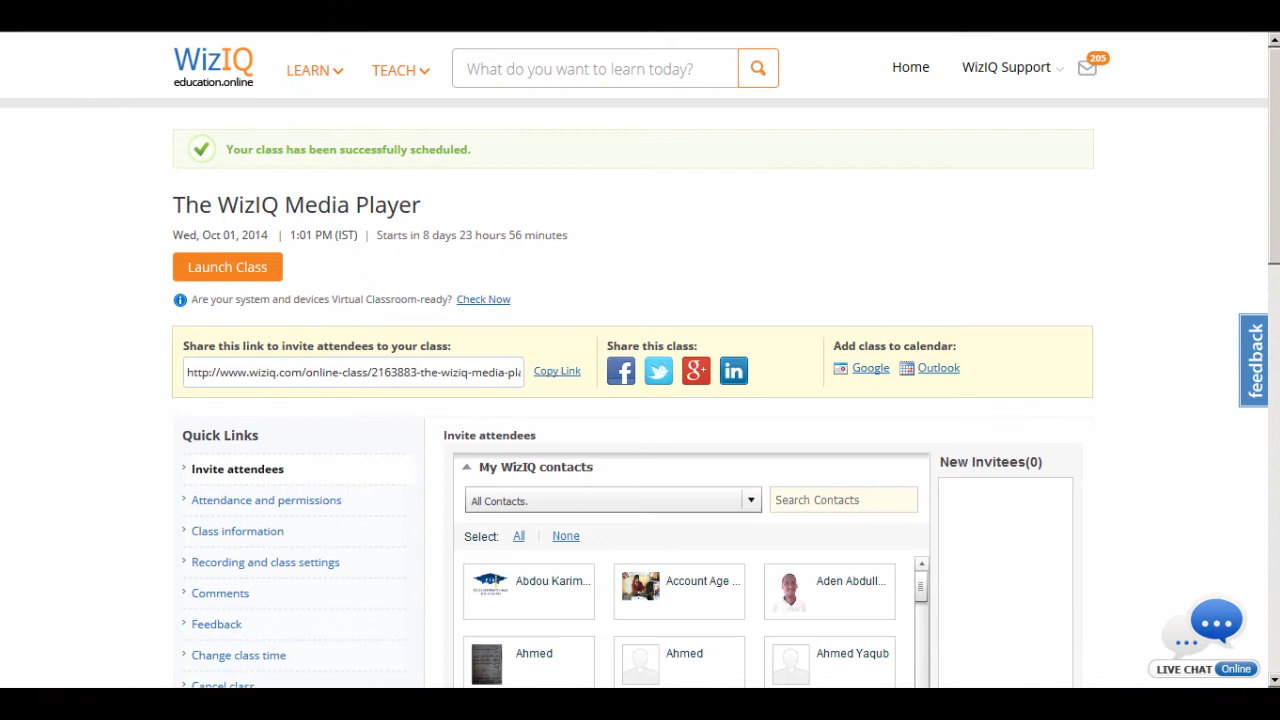 WizIQ
education.online
LEARN
TEACH
What do you want to learn today?
Home
WizIQ Support
205
Your class has been successfully scheduled.
The WizIQ Media Player
Wed, Oct 01, 2014 | 1:01 PM (IST) | Starts in 8 days 23 hours 56 minutes
Launch Class
Are your system and devices Virtual Classroom-ready? Check Now
Share this link to invite attendees to your class:
http://www.wiziq.com/online-class/2163883-the-wiziq-media-pla
Copy Link
Share this class:
Add class to calendar:
Google
Outlook
feedback
Quick Links
Invite attendees
Attendance and permissions
Class information
Recording and class settings
Comments
Feedback
Change class time
Cancel class
Invite attendees
My WizIQ contacts
All Contacts.
Search Contacts
Select: All | None
Abdou Karim...
Account Age ...
Aden Abdull...
Ahmed
Ahmed
Ahmed Yaqub
New Invitees(0)
LIVE CHAT Online